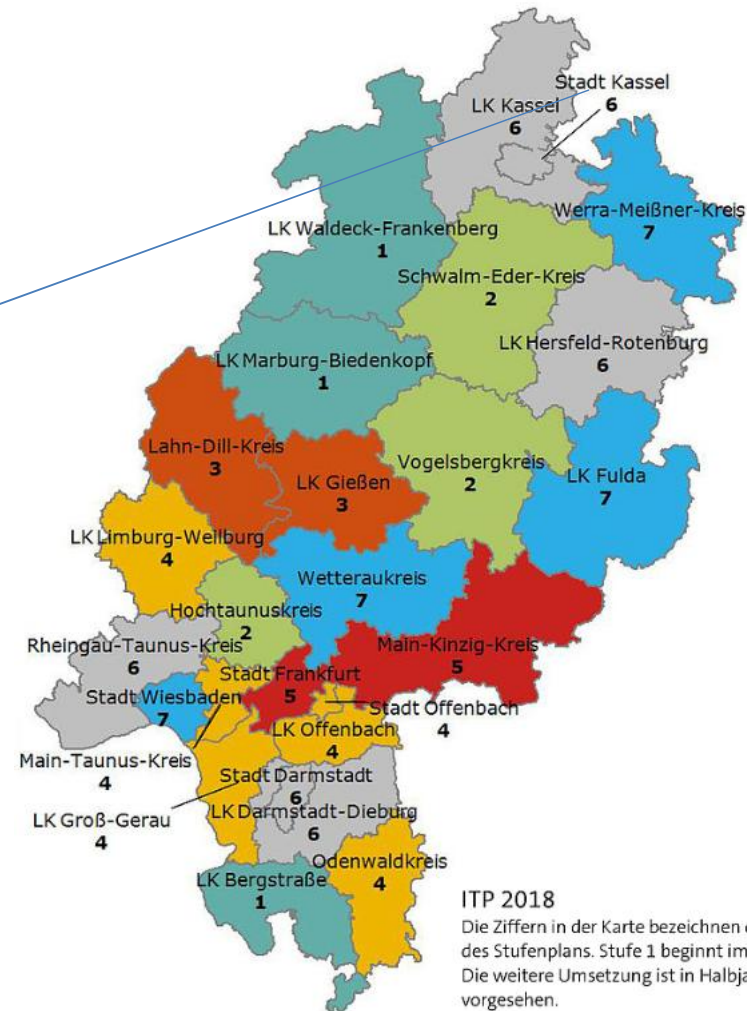 Stadt Kassel
6
LK Kassel
6
Werra-Meißner-Kreis
7
LK Waldeck-Frankenberg
1
Schwalm-Eder-Kreis
2
LK Hersfeld-Rotenburg
6
LK Marburg-Biedenkopf
1
Lahn-Dill-Kreis
3
LK Gießen
3
Vogelsbergkreis
2
LK Fulda
7
LK Limburg-Weilburg
4
Wetteraukreis
7
Hochtaunuskreis
2
Rheingau-Taunus-Kreis
6
Main-Kinzig-Kreis
5
Stadt Frankfurt
5
Stadt Wiesbaden
7
Stadt Offenbach
4
LK Offenbach
4
Main-Taunus-Kreis
4
Stadt Darmstadt
6
LK Groß-Gerau
4
LK Darmstadt-Dieburg
6
Odenwaldkreis
4
LK Bergstraße
1
ITP 2018
Die Ziffern in der Karte bezeichnen
des Stufenplans. Stufe 1 beginnt im
Die weitere Umsetzung ist in
vorgesehen.